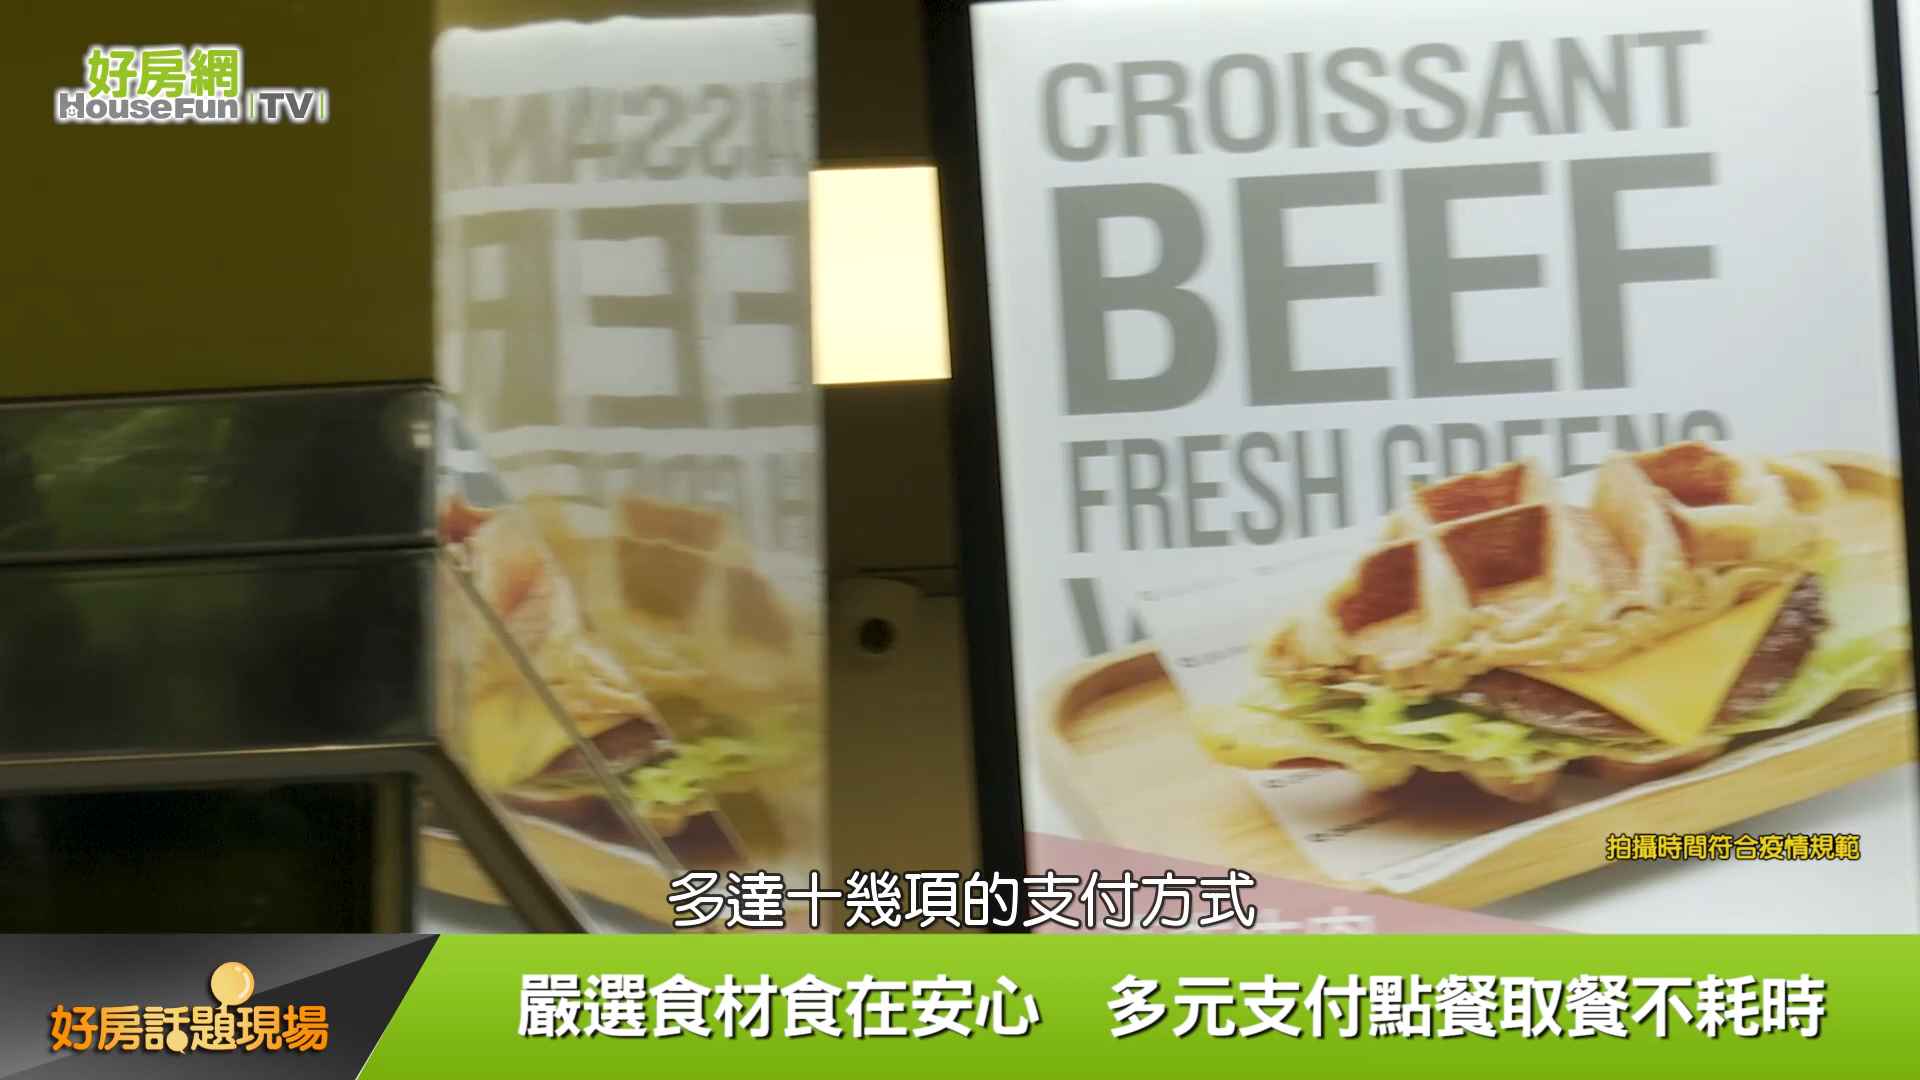 好房網
HouseFun TV
CROISSANT
BEEF
FRESH GREENS
拍攝時間符合疫情規範
多達十幾項的支付方式
好房話題現場
嚴選食材食在安心 多元支付點餐取餐不耗時